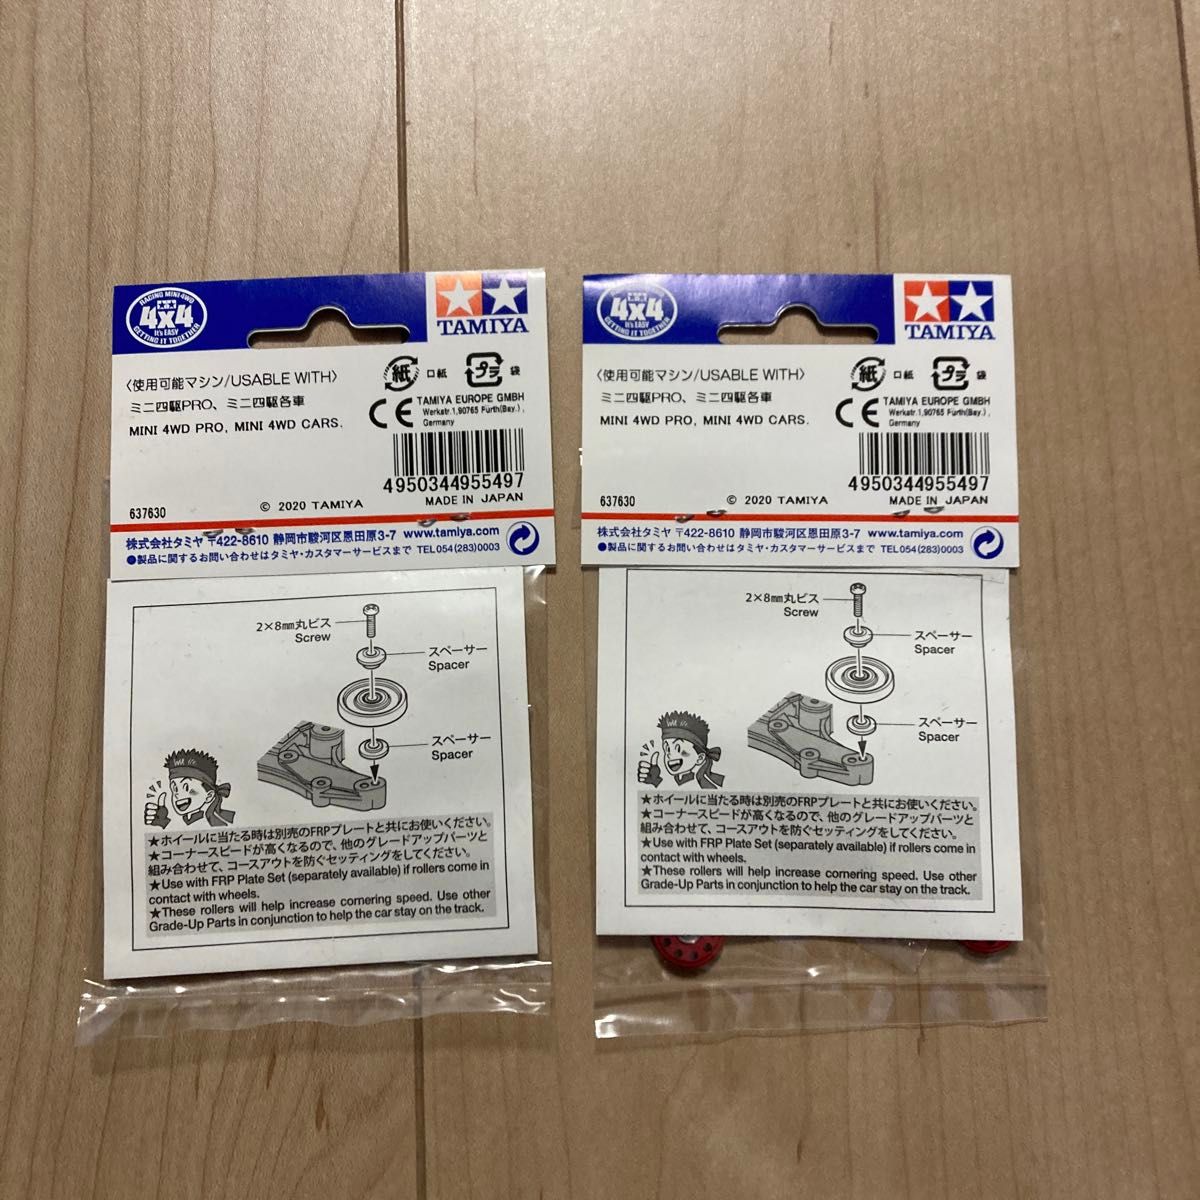 RACING MINI 4WD
4x4
It's EASY
GETTING IT TOGETHER
TAMIYA
〈使用可能マシン/USABLE WITH〉
ミニ四駆PRO、ミニ四駆各車
MINI 4WD PRO, MINI 4WD CARS.
紙 口紙
プラ 袋
CE
TAMIYA EUROPE GMBH
Werkstr.1,90765 Fürth(Bay.),
Germany
4950344955497
637630
© 2020 TAMIYA
MADE IN JAPAN
株式会社タミヤ 〒422-8610 静岡市駿河区恩田原3-7 www.tamiya.com
●製品に関するお問い合わせはタミヤ・カスタマーサービスまで TEL054(283)0003
2×8mm丸ビス
Screw
スペーサー
Spacer
スペーサー
Spacer
★ホイールに当たる時は別売のFRPプレートと共にお使いください。
★コーナースピードが高くなるので、他のグレードアップパーツと
組み合わせて、コースアウトを防ぐセッティングをしてください。
★Use with FRP Plate Set (separately available) if rollers come in
contact with wheels.
★These rollers will help increase cornering speed. Use other
Grade-Up Parts in conjunction to help the car stay on the track.
4x4
It's EASY
GETTING IT TOGETHER
TAMIYA
〈使用可能マシン/USABLE WITH〉
ミニ四駆PRO、ミニ四駆各車
MINI 4WD PRO, MINI 4WD CARS.
紙 口紙
プラ 袋
CE
TAMIYA EUROPE GMBH
Werkstr.1,90765 Fürth(Bay.),
Germany
4950344955497
637630
© 2020 TAMIYA
MADE IN JAPAN
株式会社タミヤ 〒422-8610 静岡市駿河区恩田原3-7 www.tamiya.com
●製品に関するお問い合わせはタミヤ・カスタマーサービスまで TEL054(283)0003
2×8mm丸ビス
Screw
スペーサー
Spacer
スペーサー
Spacer
★ホイールに当たる時は別売のFRPプレートと共にお使いください。
★コーナースピードが高くなるので、他のグレードアップパーツと
組み合わせて、コースアウトを防ぐセッティングをしてください。
★Use with FRP Plate Set (separately available) if rollers come in
contact with wheels.
★These rollers will help increase cornering speed. Use other
Grade-Up Parts in conjunction to help the car stay on the track.